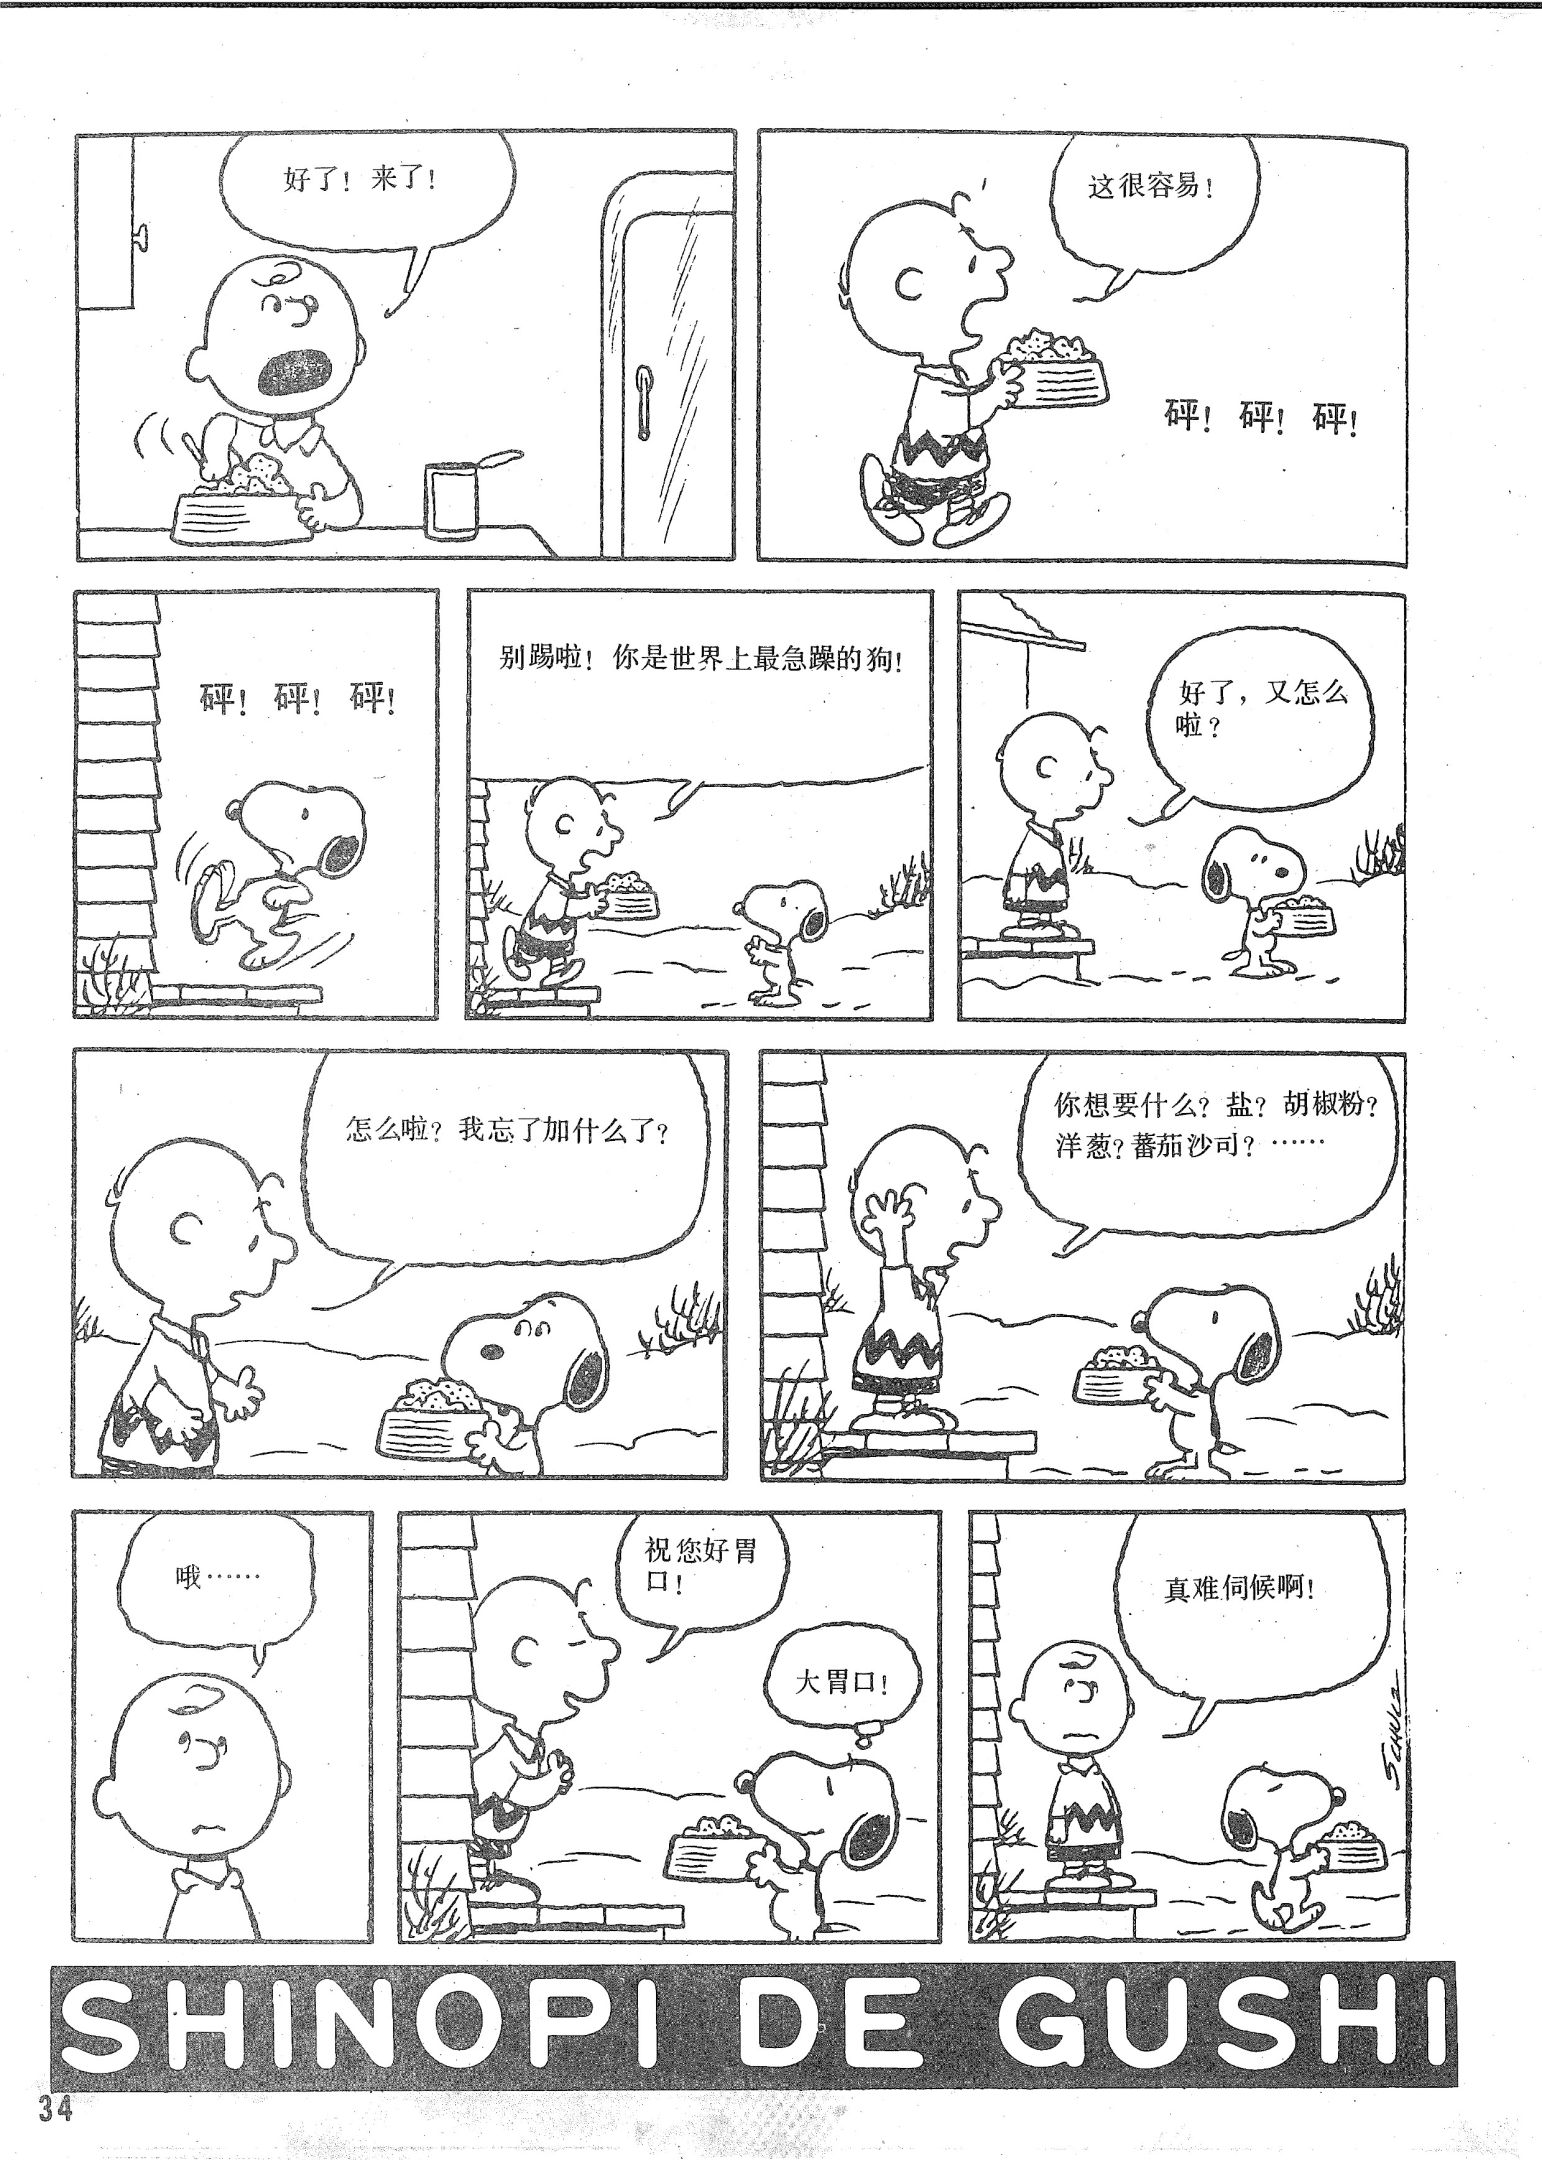 好了！来了！
这很容易！
砰！砰！砰！
砰！砰！砰！
别踢啦！你是世界上最急躁的狗！
好了，又怎么
啦？
怎么啦？我忘了加什么了？
你想要什么？盐？胡椒粉？
洋葱？蕃茄沙司？……
哦……
祝您好胃
口！
大胃口！
真难伺候啊！
SCHULZ
SHINOPI DE GUSHI
34